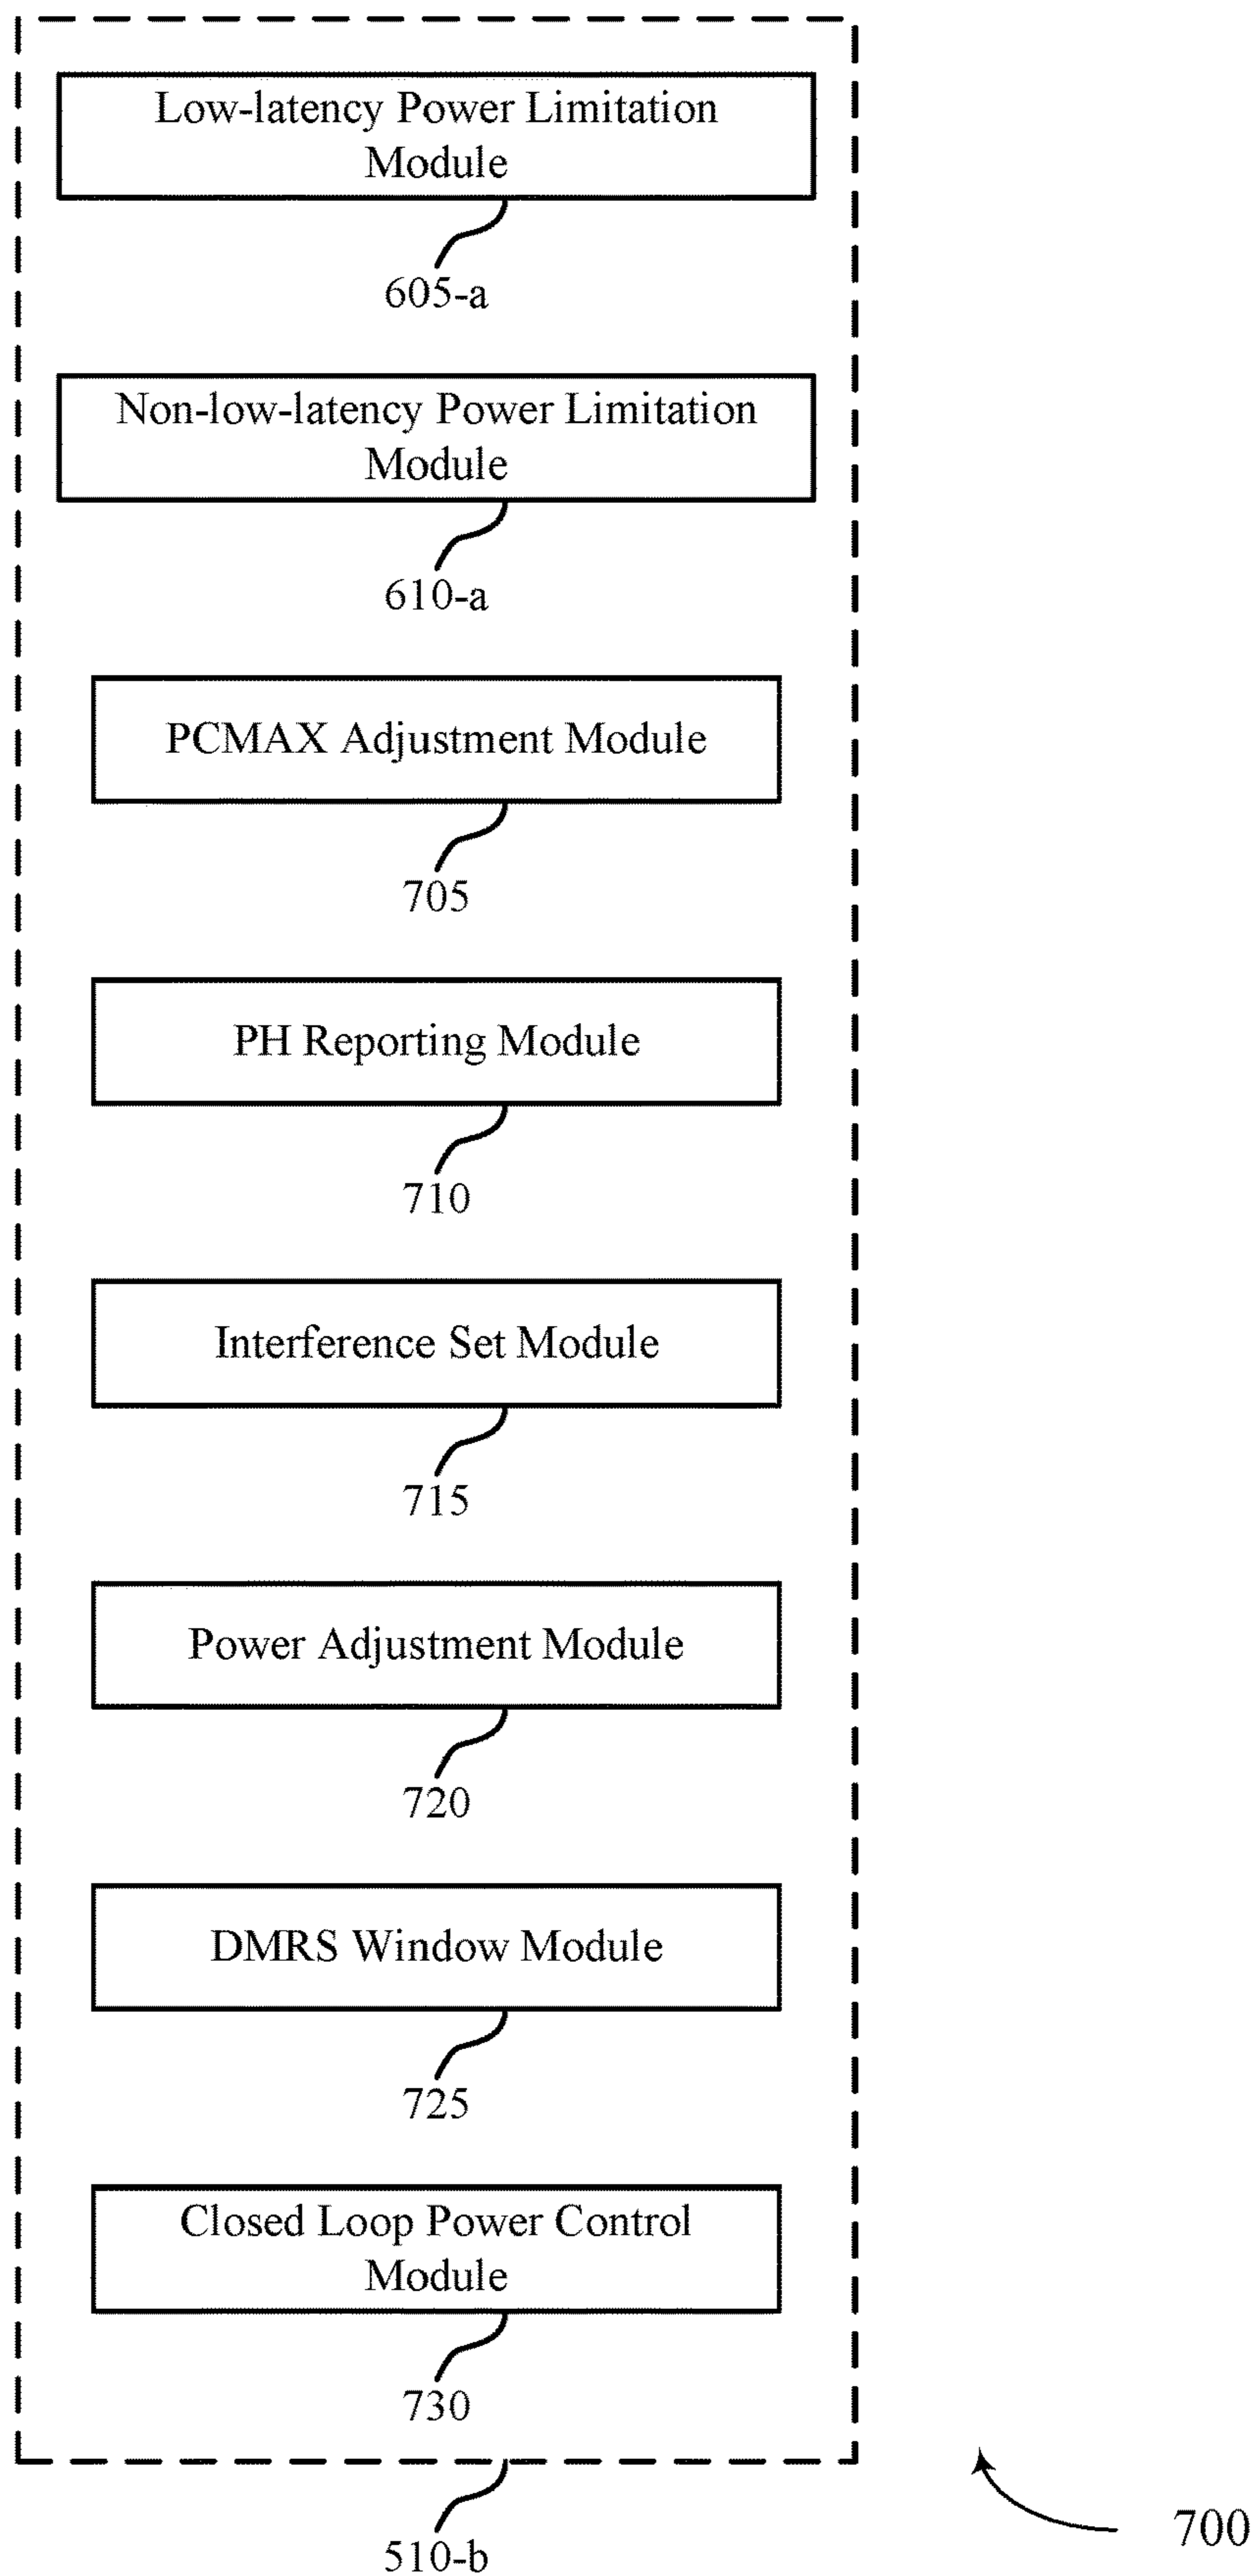 Low-latency Power Limitation
Module
605-a
Non-low-latency Power Limitation
Module
610-a
PCMAX Adjustment Module
705
PH Reporting Module
710
Interference Set Module
715
Power Adjustment Module
720
DMRS Window Module
725
Closed Loop Power Control
Module
730
510-b
700